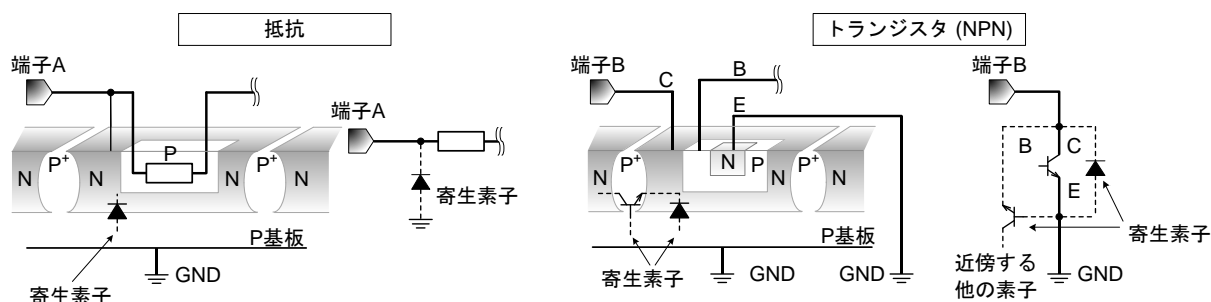 抵抗
端子A
端子A
P
N
P+
N
N
P+
N
寄生素子
P基板
GND
寄生素子
トランジスタ (NPN)
端子B
C
B
E
N
P+
N
N
P
N
P+
N
P基板
寄生素子
GND
GND
端子B
B
C
E
寄生素子
近傍する
他の素子
GND